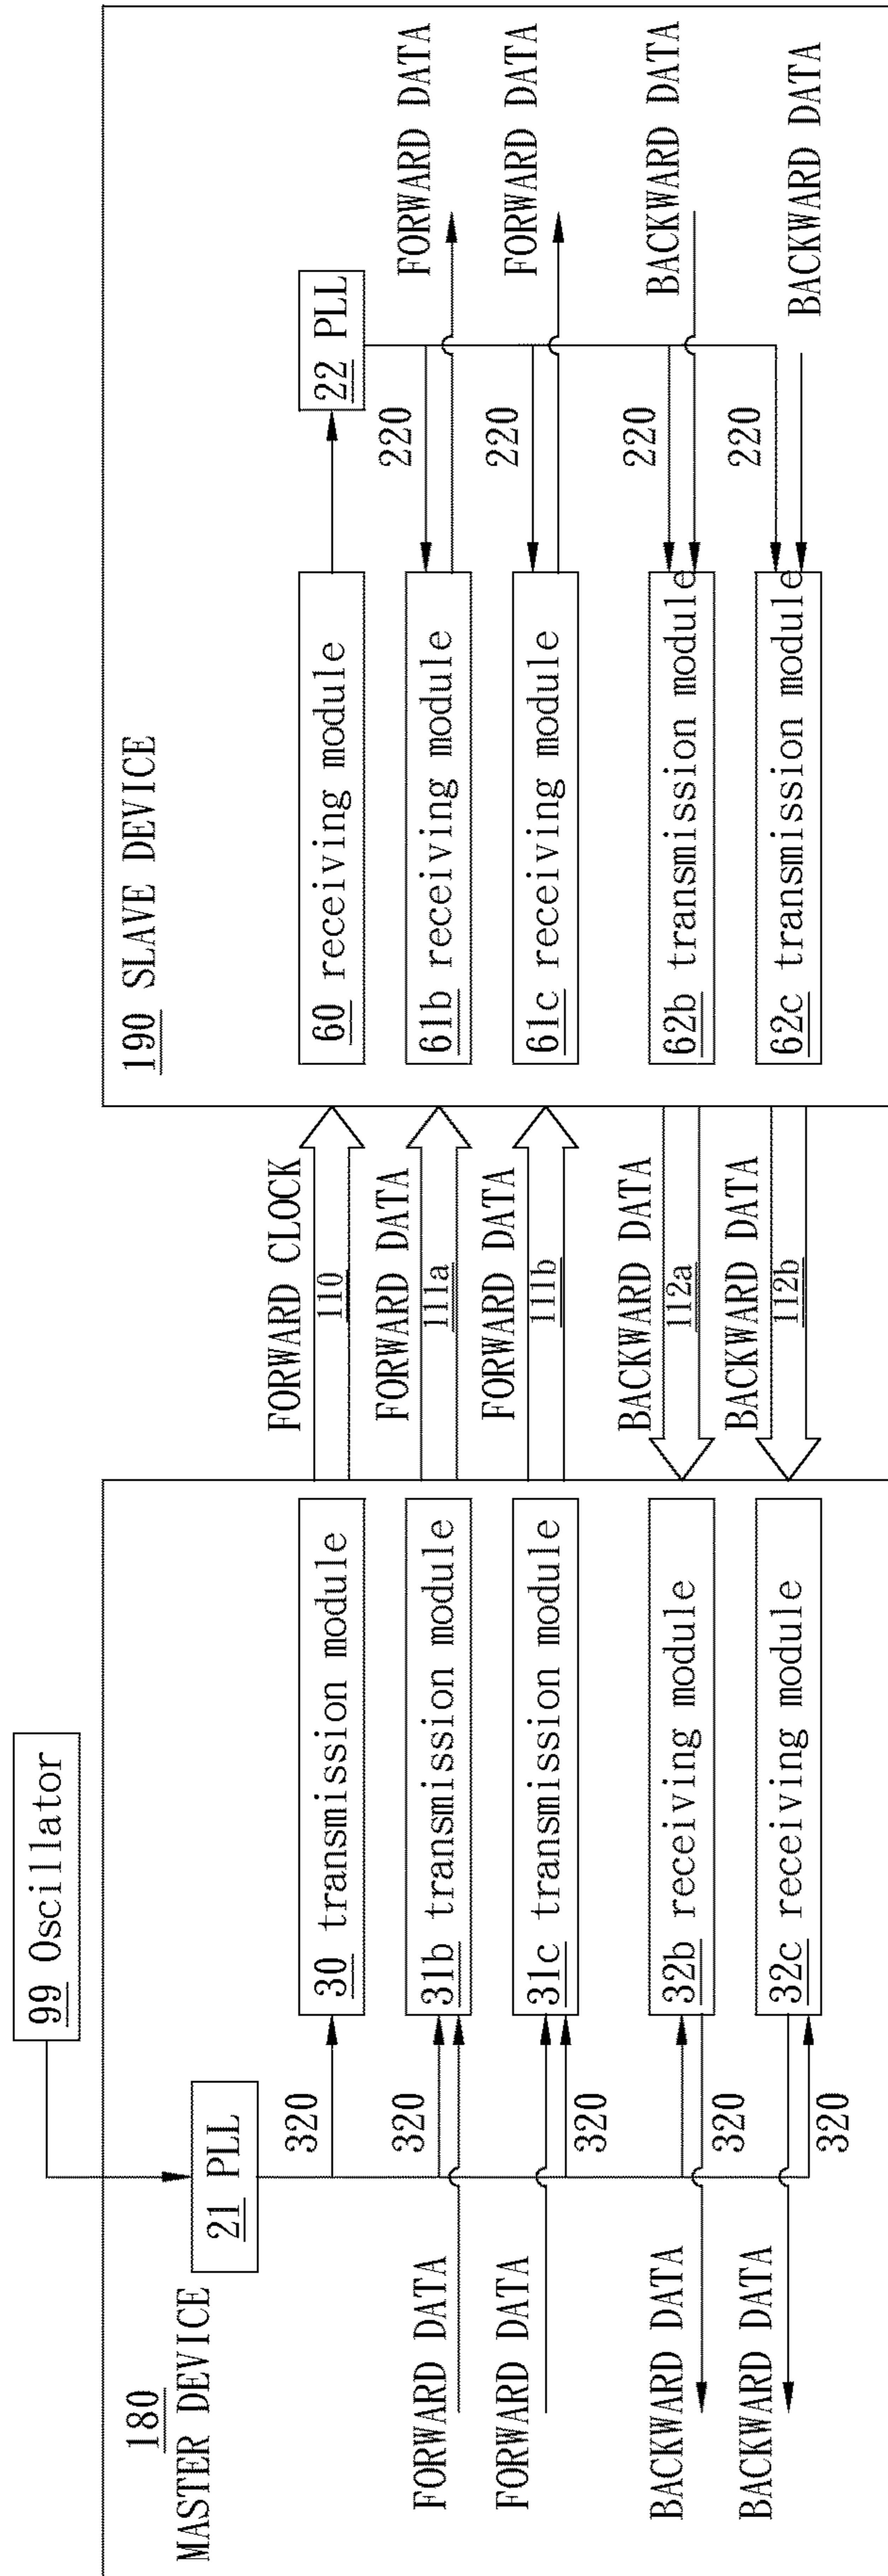 99 Oscillator
180
MASTER DEVICE
21 PLL
320
320
320
320
320
FORWARD DATA
FORWARD DATA
BACKWARD DATA
BACKWARD DATA
30 transmission module
31b transmission module
31c transmission module
32b receiving module
32c receiving module
FORWARD CLOCK
110
FORWARD DATA
111a
FORWARD DATA
111b
BACKWARD DATA
112a
BACKWARD DATA
112b
190 SLAVE DEVICE
60 receiving module
61b receiving module
61c receiving module
62b transmission module
62c transmission module
22 PLL
220
220
220
220
FORWARD DATA
FORWARD DATA
BACKWARD DATA
BACKWARD DATA